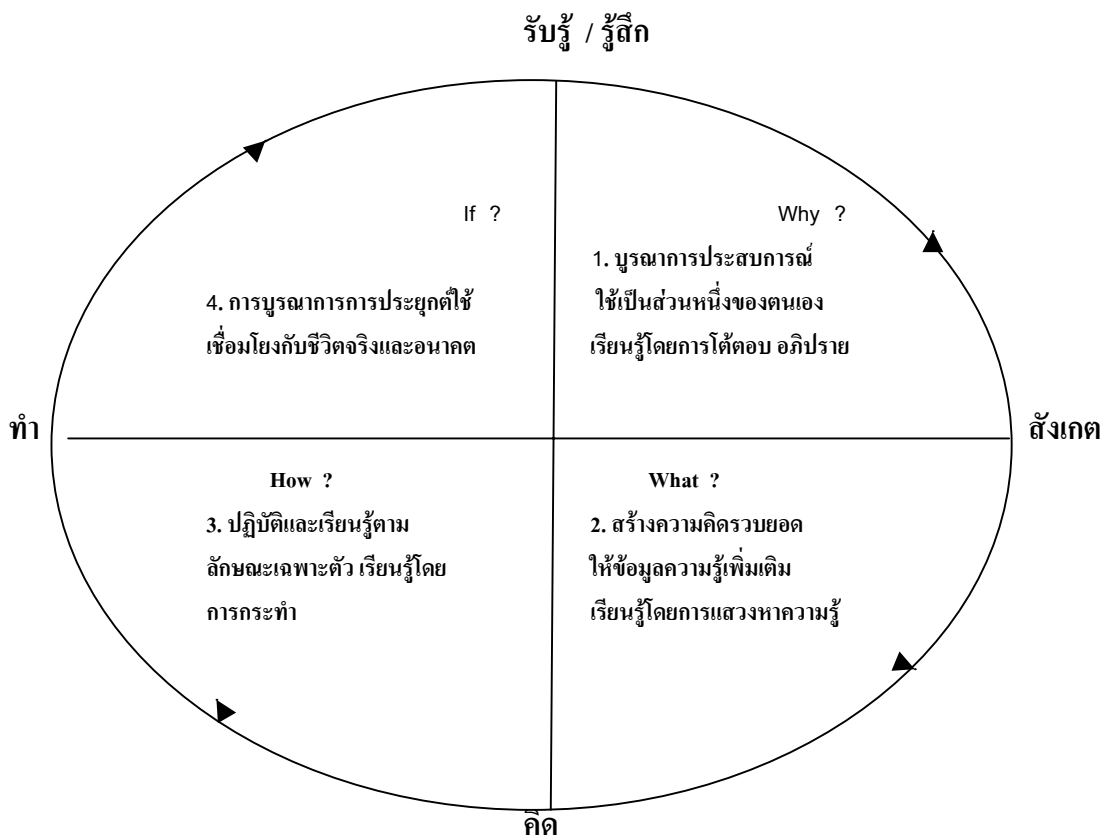 รับรู้ / รู้สึก
If ?
Why ?
1. บูรณาการประสบการณ์
ใช้เป็นส่วนหนึ่งของตนเอง
เรียนรู้โดยการโต้ตอบ อภิปราย
4. การบูรณาการการประยุกต์ใช้
เชื่อมโยงกับชีวิตจริงและอนาคต
ทำ
สังเกต
How ?
What ?
3. ปฏิบัติและเรียนรู้ตาม
ลักษณะเฉพาะตัว เรียนรู้โดย
การกระทำ
2. สร้างความคิดรวบยอด
ให้ข้อมูลความรู้เพิ่มเติม
เรียนรู้โดยการแสวงหาความรู้
คิด